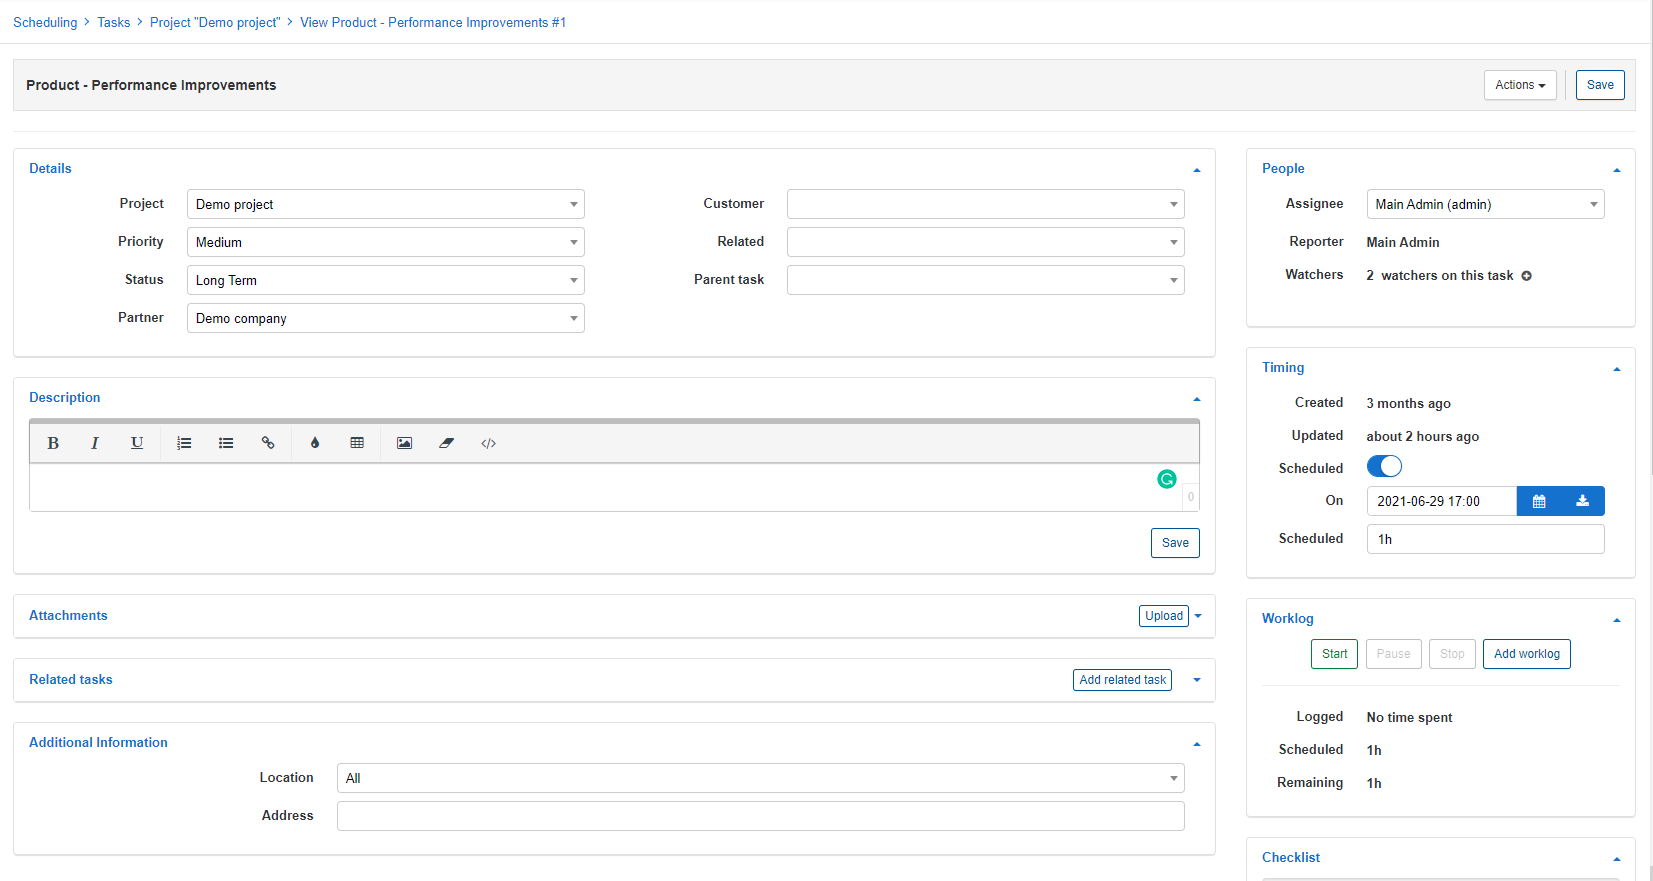 Scheduling > Tasks > Project "Demo project" > View Product - Performance Improvements #1
Product - Performance Improvements
Actions
Save
Details
Project
Demo project
Priority
Medium
Status
Long Term
Partner
Demo company
Customer
Related
Parent task
Description
B I U
</>
0
Save
Attachments
Upload
Related tasks
Add related task
Additional Information
Location
All
Address
People
Assignee
Main Admin (admin)
Reporter
Main Admin
Watchers
2 watchers on this task
Timing
Created
3 months ago
Updated
about 2 hours ago
Scheduled
On
2021-06-29 17:00
Scheduled
1h
Worklog
Start
Pause
Stop
Add worklog
Logged
No time spent
Scheduled
1h
Remaining
1h
Checklist